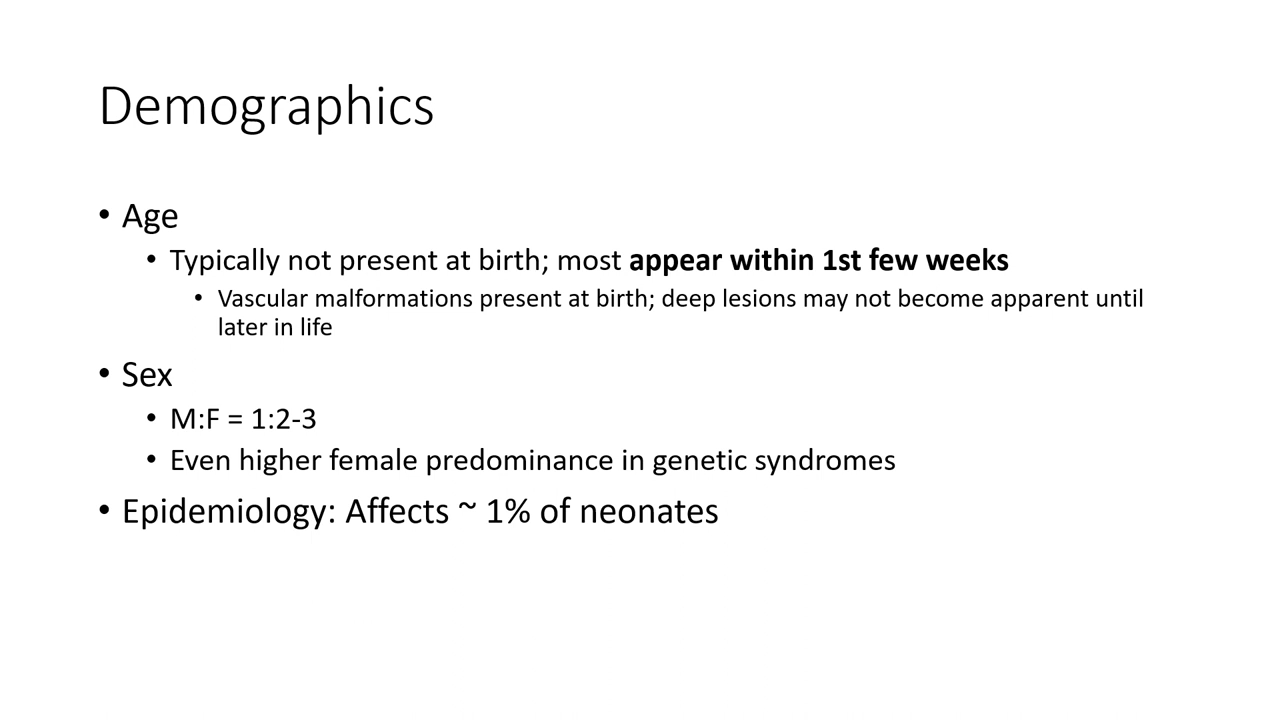 Demographics
• Age
• Typically not present at birth; most appear within 1st few weeks
• Vascular malformations present at birth; deep lesions may not become apparent until
later in life
• Sex
• M:F = 1:2-3
• Even higher female predominance in genetic syndromes
• Epidemiology: Affects ~ 1% of neonates